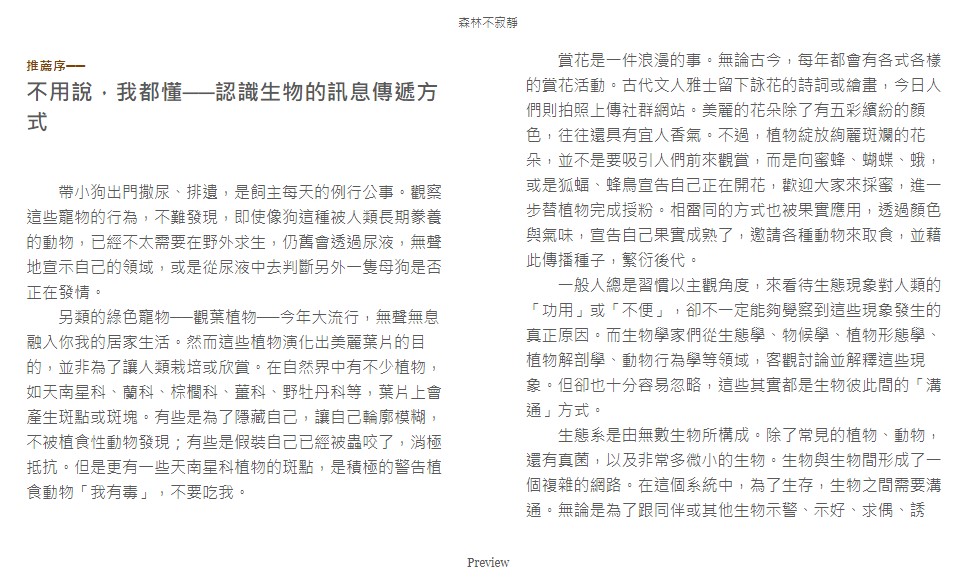 森林不寂靜
推薦序——
不用說，我都懂——認識生物的訊息傳遞方
式
帶小狗出門撒尿、排遺，是飼主每天的例行公事。觀察
這些寵物的行為，不難發現，即使像狗這種被人類長期豢養
的動物，已經不太需要在野外求生，仍舊會透過尿液，無聲
地宣示自己的領域，或是從尿液中去判斷另外一隻母狗是否
正在發情。
另類的綠色寵物——觀葉植物——今年大流行，無聲無息
融入你我的居家生活。然而這些植物演化出美麗葉片的目
的，並非為了讓人類栽培或欣賞。在自然界中有不少植物，
如天南星科、蘭科、棕櫚科、薑科、野牡丹科等，葉片上會
產生斑點或斑塊。有些是為了隱藏自己，讓自己輪廓模糊，
不被植食性動物發現；有些是假裝自己已經被蟲咬了，消極
抵抗。但是更有一些天南星科植物的斑點，是積極的警告植
食動物「我有毒」，不要吃我。
賞花是一件浪漫的事。無論古今，每年都會有各式各樣
的賞花活動。古代文人雅士留下詠花的詩詞或繪畫，今日人
們則拍照上傳社群網站。美麗的花朵除了有五彩繽紛的顏
色，往往還具有宜人香氣。不過，植物綻放絢麗斑斕的花
朵，並不是要吸引人們前來觀賞，而是向蜜蜂、蝴蝶、蛾，
或是狐蝠、蜂鳥宣告自己正在開花，歡迎大家來採蜜，進一
步替植物完成授粉。相雷同的方式也被果實應用，透過顏色
與氣味，宣告自己果實成熟了，邀請各種動物來取食，並藉
此傳播種子，繁衍後代。
一般人總是習慣以主觀角度，來看待生態現象對人類的
「功用」或「不便」，卻不一定能夠覺察到這些現象發生的
真正原因。而生物學家們從生態學、物候學、植物形態學、
植物解剖學、動物行為學等領域，客觀討論並解釋這些現
象。但卻也十分容易忽略，這些其實都是生物彼此間的「溝
通」方式。
生態系是由無數生物所構成。除了常見的植物、動物，
還有真菌，以及非常多微小的生物。生物與生物間形成了一
個複雜的網路。在這個系統中，為了生存，生物之間需要溝
通。無論是為了跟同伴或其他生物示警、示好、求偶、誘
Preview